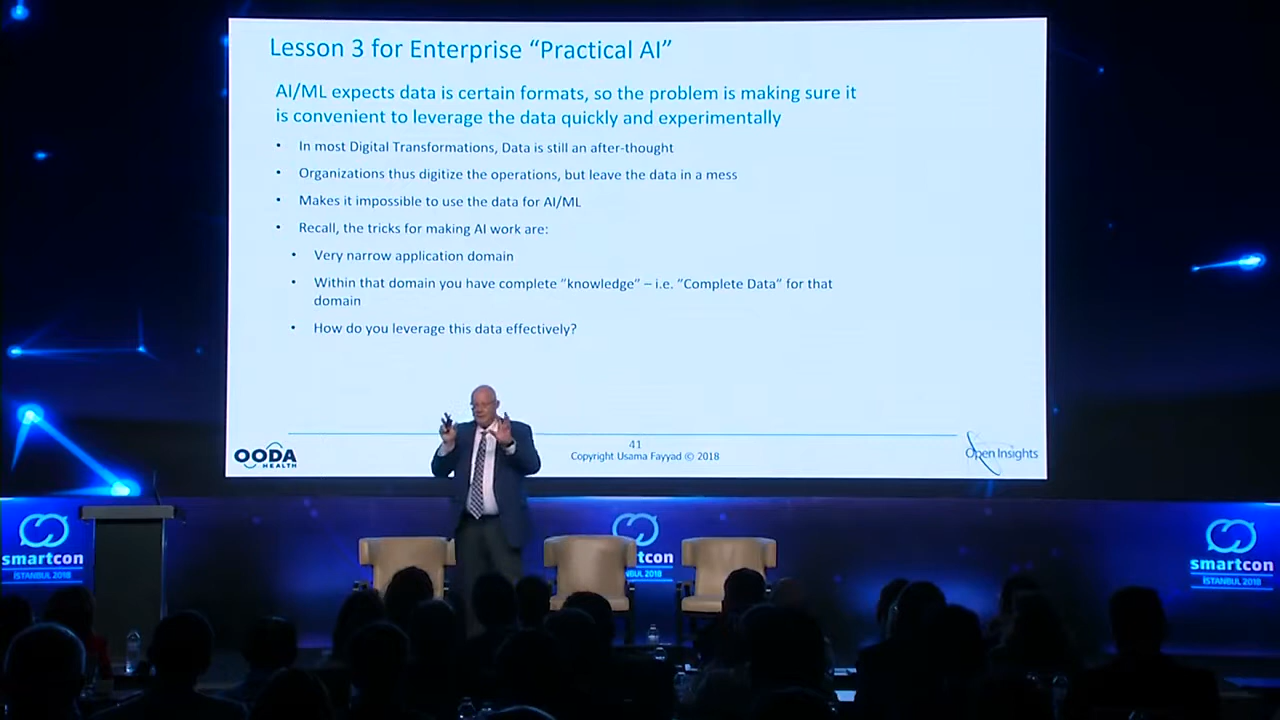 Lesson 3 for Enterprise “Practical AI”
AI/ML expects data is certain formats, so the problem is making sure it
is convenient to leverage the data quickly and experimentally
• In most Digital Transformations, Data is still an after-thought
• Organizations thus digitize the operations, but leave the data in a mess
• Makes it impossible to use the data for AI/ML
• Recall, the tricks for making AI work are:
• Very narrow application domain
• Within that domain you have complete “knowledge” – i.e. “Complete Data” for that
domain
• How do you leverage this data effectively?
41
Copyright Usama Fayyad © 2018
OODA
HEALTH
Open Insights
smartcon
İSTANBUL 2018
con
NBUL 2018
smartcon
İSTANBUL 2018